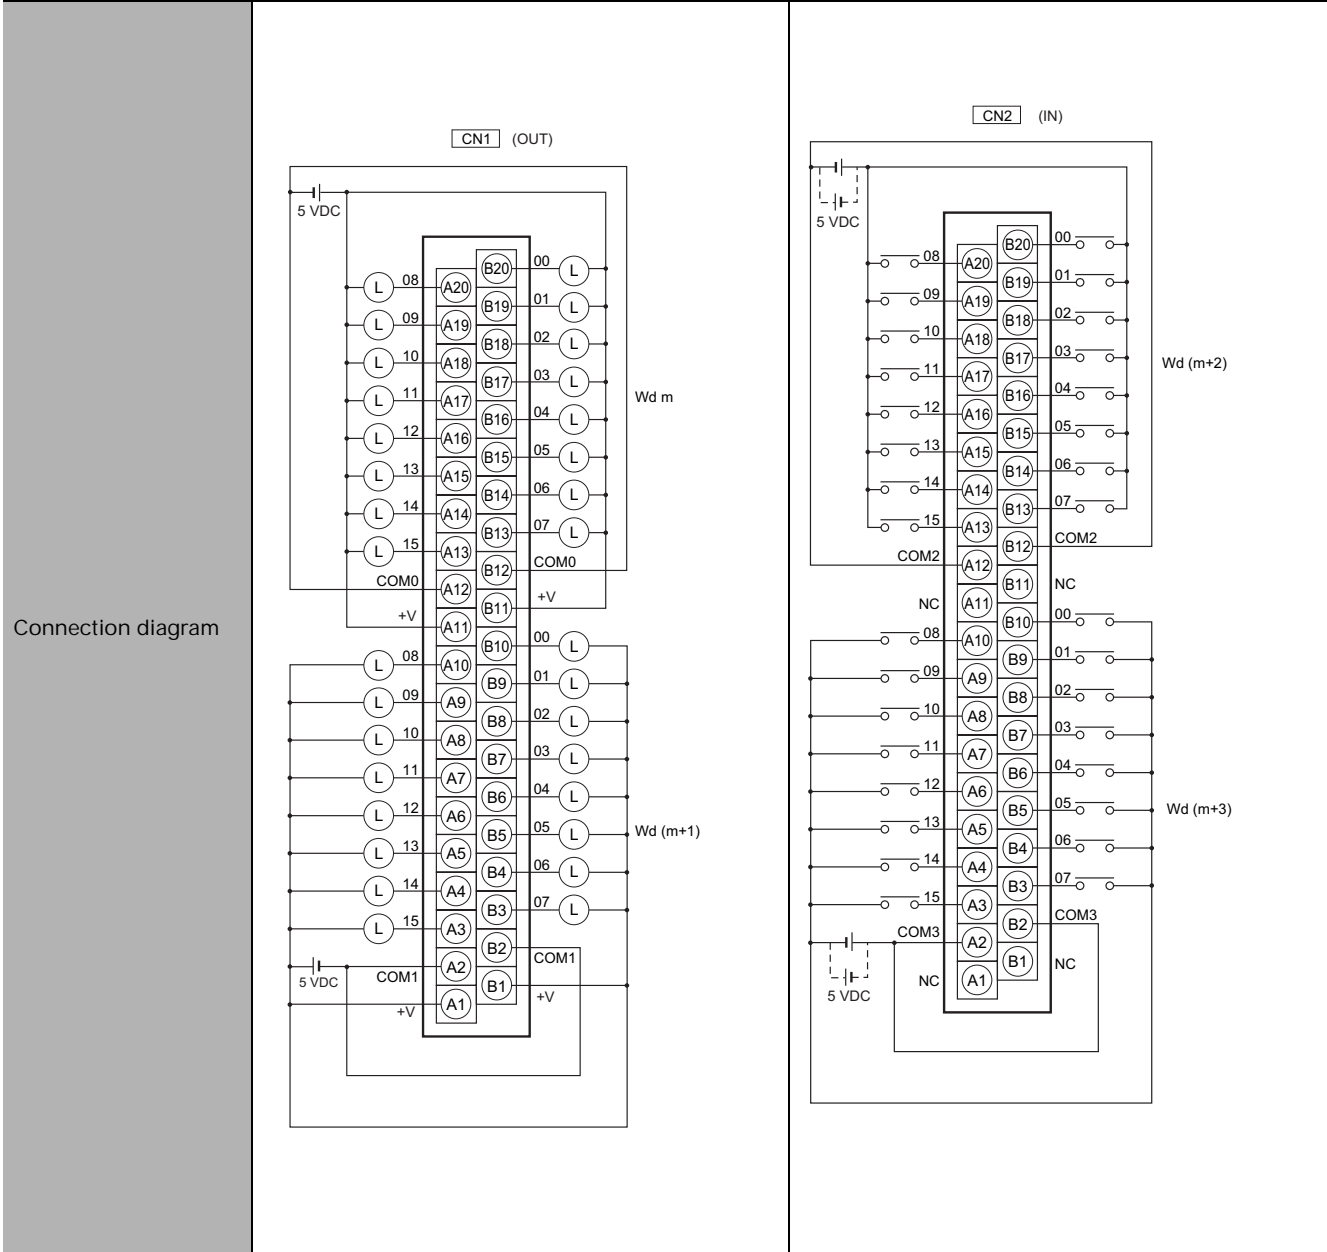 Connection diagram
CN1 (OUT)
5 VDC
B20 00 L
L 08 A20
B19 01 L
L 09 A19
B18 02 L
L 10 A18
B17 03 L
Wd m
L 11 A17
B16 04 L
L 12 A16
B15 05 L
L 13 A15
B14 06 L
L 14 A14
B13 07 L
L 15 A13
B12 COM0
COM0 A12
B11 +V
+V A11
B10 00 L
L 08 A10
B9 01 L
L 09 A9
B8 02 L
L 10 A8
B7 03 L
L 11 A7
B6 04 L
L 12 A6
B5 05 L
Wd (m+1)
L 13 A5
B4 06 L
L 14 A4
B3 07 L
L 15 A3
B2 COM1
5 VDC
COM1 A2
B1 +V
+V A1
CN2 (IN)
5 VDC
B20 00
08 A20
B19 01
09 A19
B18 02
10 A18
B17 03
Wd (m+2)
11 A17
B16 04
12 A16
B15 05
13 A15
B14 06
14 A14
B13 07
15 A13
B12 COM2
COM2 A12
B11 NC
NC A11
B10 00
08 A10
B9 01
09 A9
B8 02
10 A8
B7 03
11 A7
B6 04
12 A6
B5 05
Wd (m+3)
13 A5
B4 06
14 A4
B3 07
15 A3
B2 COM3
COM3 A2
B1 NC
NC A1
5 VDC